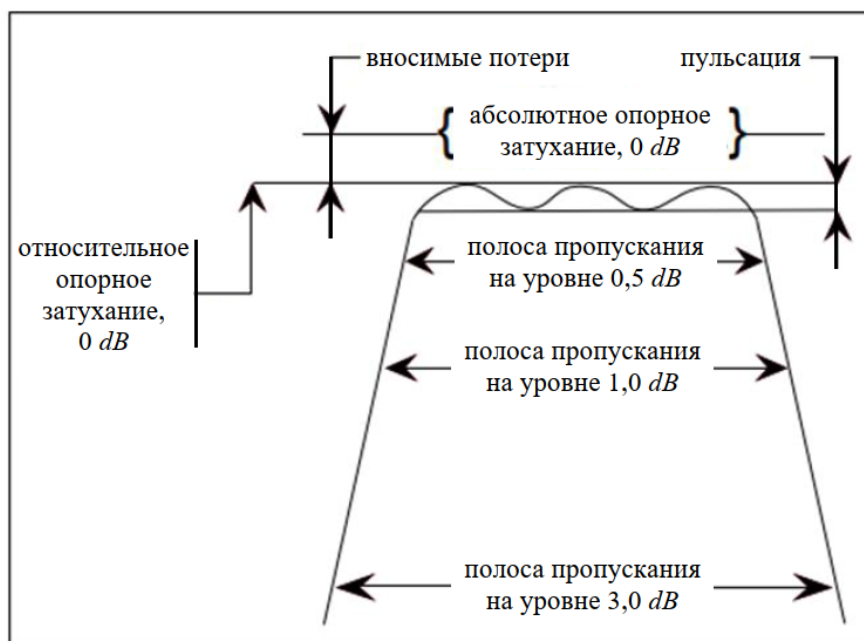 вносимые потери
пульсация
абсолютное опорное
затухание, 0 dB
относительное
опорное
затухание,
0 dB
полоса пропускания
на уровне 0,5 dB
полоса пропускания
на уровне 1,0 dB
полоса пропускания
на уровне 3,0 dB